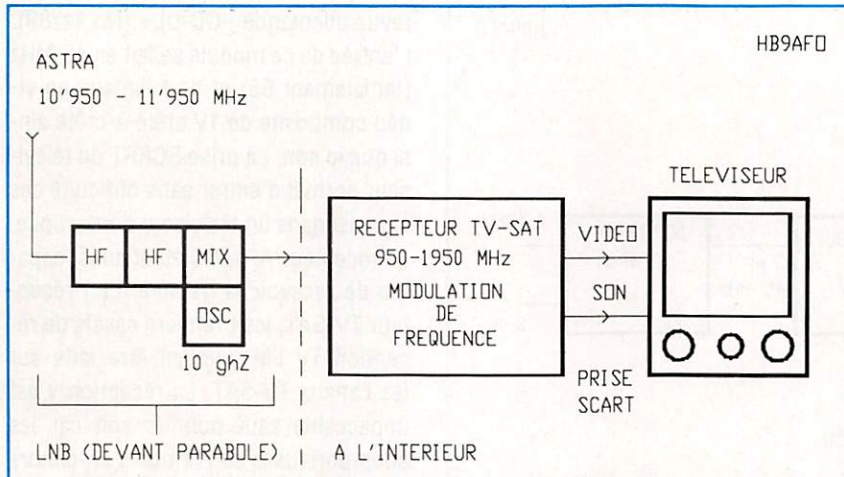 HB9AFO
ASTRA
10'950 - 11'950 MHz
TELEVISEUR
RECEPTEUR TV-SAT
950-1950 MHz
MODULATION
DE
FREQUENCE
VIDEO
SON
HF HF MIX
OSC
10 ghZ
PRISE
SCART
LNB (DEVANT PARABOLE)
A L'INTERIEUR